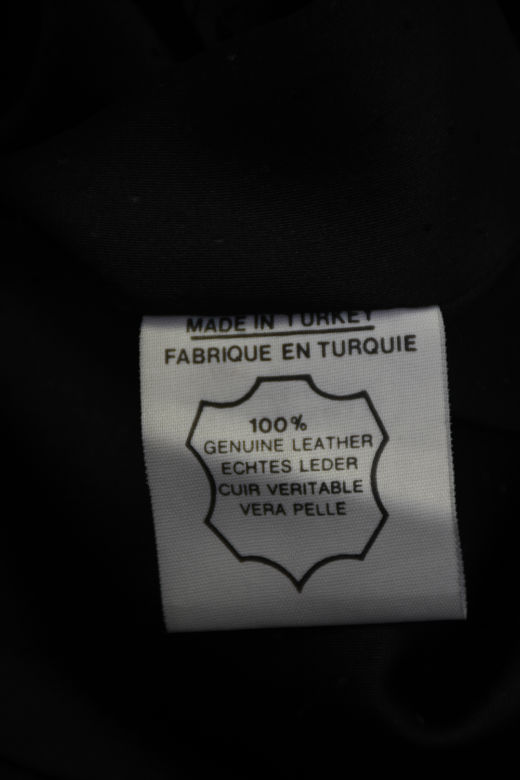 MADE IN TURKEY
FABRIQUE EN TURQUIE
100%
GENUINE LEATHER
ECHTES LEDER
CUIR VERITABLE
VERA PELLE